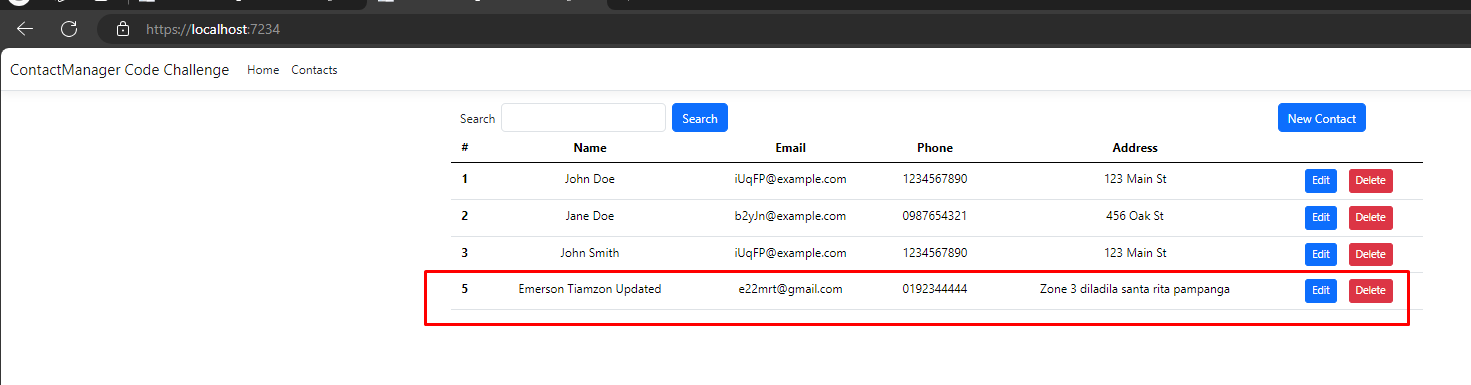 https://localhost:7234
ContactManager Code Challenge Home Contacts
Search Search New Contact
# Name Email Phone Address
1 John Doe iUqFP@example.com 1234567890 123 Main St Edit Delete
2 Jane Doe b2yJn@example.com 0987654321 456 Oak St Edit Delete
3 John Smith iUqFP@example.com 1234567890 123 Main St Edit Delete
5 Emerson Tiamzon Updated e22mrt@gmail.com 0192344444 Zone 3 diladila santa rita pampanga Edit Delete